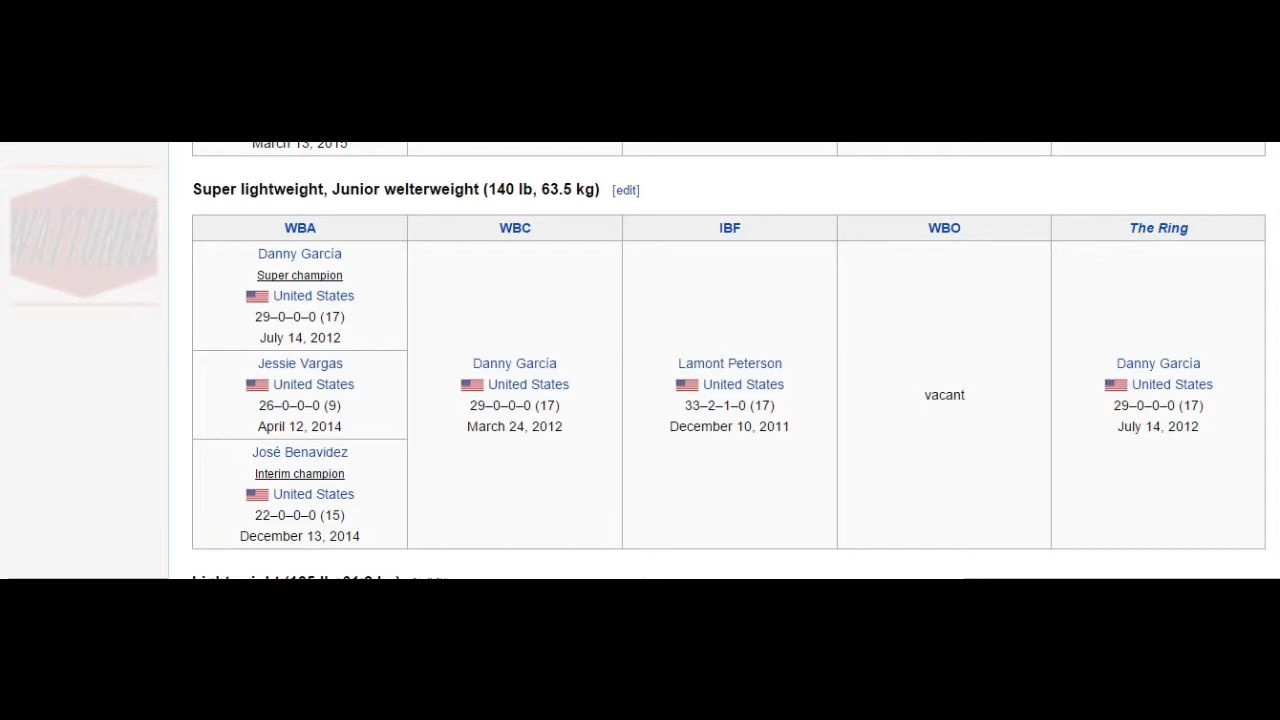 March 13, 2015
Super lightweight, Junior welterweight (140 lb, 63.5 kg) [edit]
WBA WBC IBF WBO The Ring
Danny García
Super champion
United States
29–0–0–0 (17)
July 14, 2012
Jessie Vargas
United States
26–0–0–0 (9)
April 12, 2014
José Benavidez
Interim champion
United States
22–0–0–0 (15)
December 13, 2014
Danny García
United States
29–0–0–0 (17)
March 24, 2012
Lamont Peterson
United States
33–2–1–0 (17)
December 10, 2011
vacant
Danny García
United States
29–0–0–0 (17)
July 14, 2012